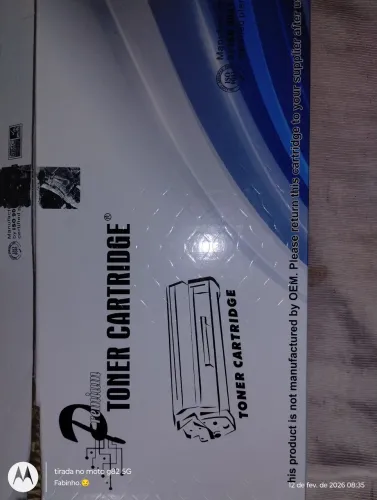 Premium
TONER CARTRIDGE®
TONER CARTRIDGE
his product is not manufactured by OEM. Please return this cartridge to your supplier after u
tirada no moto g82 5G
Fabinho.😏
12 de fev. de 2026 08:35